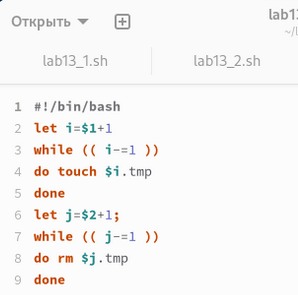 Открыть
lab13
~/l
lab13_1.sh
lab13_2.sh
1 #!/bin/bash
2 let i=$1+1
3 while (( i-=1 ))
4 do touch $i.tmp
5 done
6 let j=$2+1;
7 while (( j-=1 ))
8 do rm $j.tmp
9 done